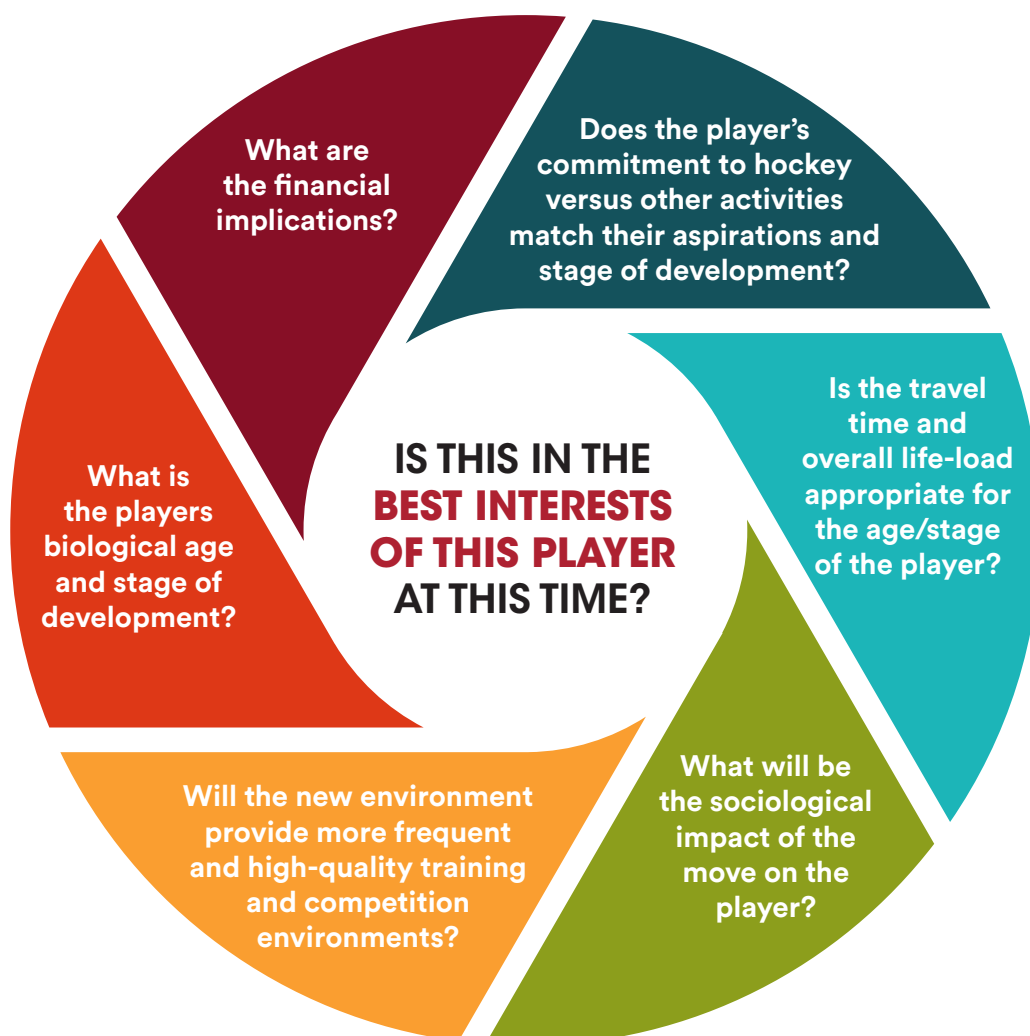 What are
the financial
implications?
Does the player’s
commitment to hockey
versus other activities
match their aspirations and
stage of development?
Is the travel
time and
overall life-load
appropriate for
the age/stage
of the player?
What will be
the sociological
impact of the
move on the
player?
Will the new environment
provide more frequent
and high-quality training
and competition
environments?
What is
the players
biological age
and stage of
development?
IS THIS IN THE
BEST INTERESTS
OF THIS PLAYER
AT THIS TIME?